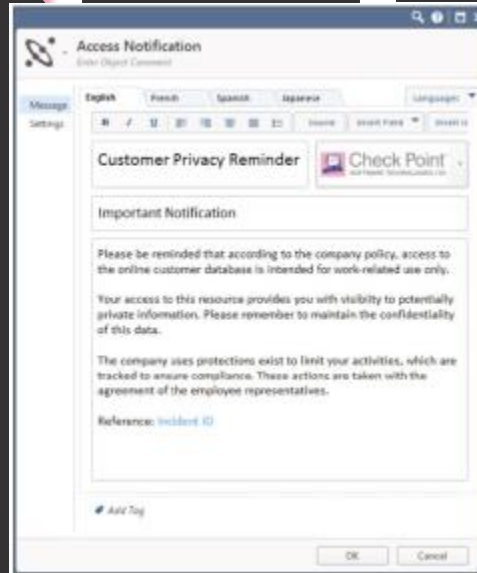 Access Notification
Enter Object Comment
Message
Settings
English French Spanish Japanese Languages
B I U Source Insert Field
Customer Privacy Reminder
Check Point
SOFTWARE TECHNOLOGIES LTD.
Important Notification
Please be reminded that according to the company policy, access to
the online customer database is intended for work-related use only.
Your access to this resource provides you with visibilty to potentially
private information. Please remember to maintain the confidentiality
of this data.
The company uses protections exist to limit your activities, which are
tracked to ensure compliance. These actions are taken with the
agreement of the employee representatives.
Reference: Incident ID
Add Tag
OK Cancel